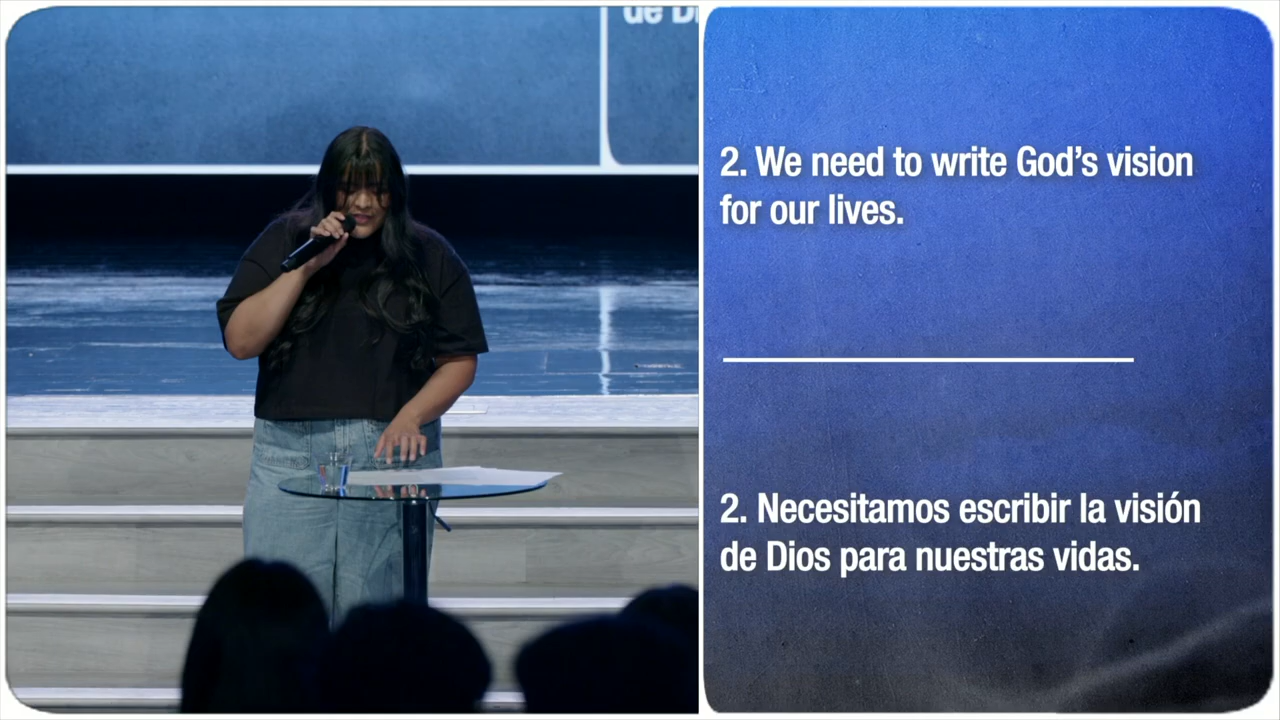 2. We need to write God’s vision
for our lives.
2. Necesitamos escribir la visión
de Dios para nuestras vidas.